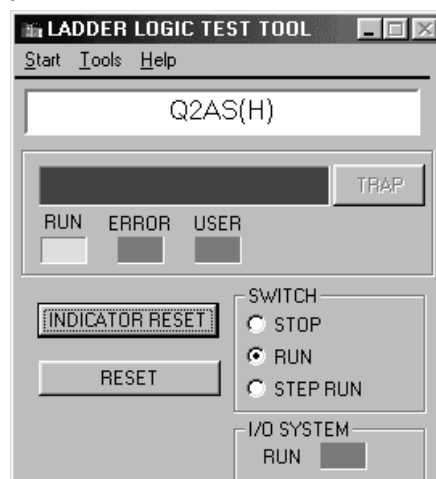 LADDER LOGIC TEST TOOL
Start Tools Help
Q2AS(H)
TRAP
RUN ERROR USER
INDICATOR RESET
RESET
SWITCH
STOP
RUN
STEP RUN
I/O SYSTEM
RUN